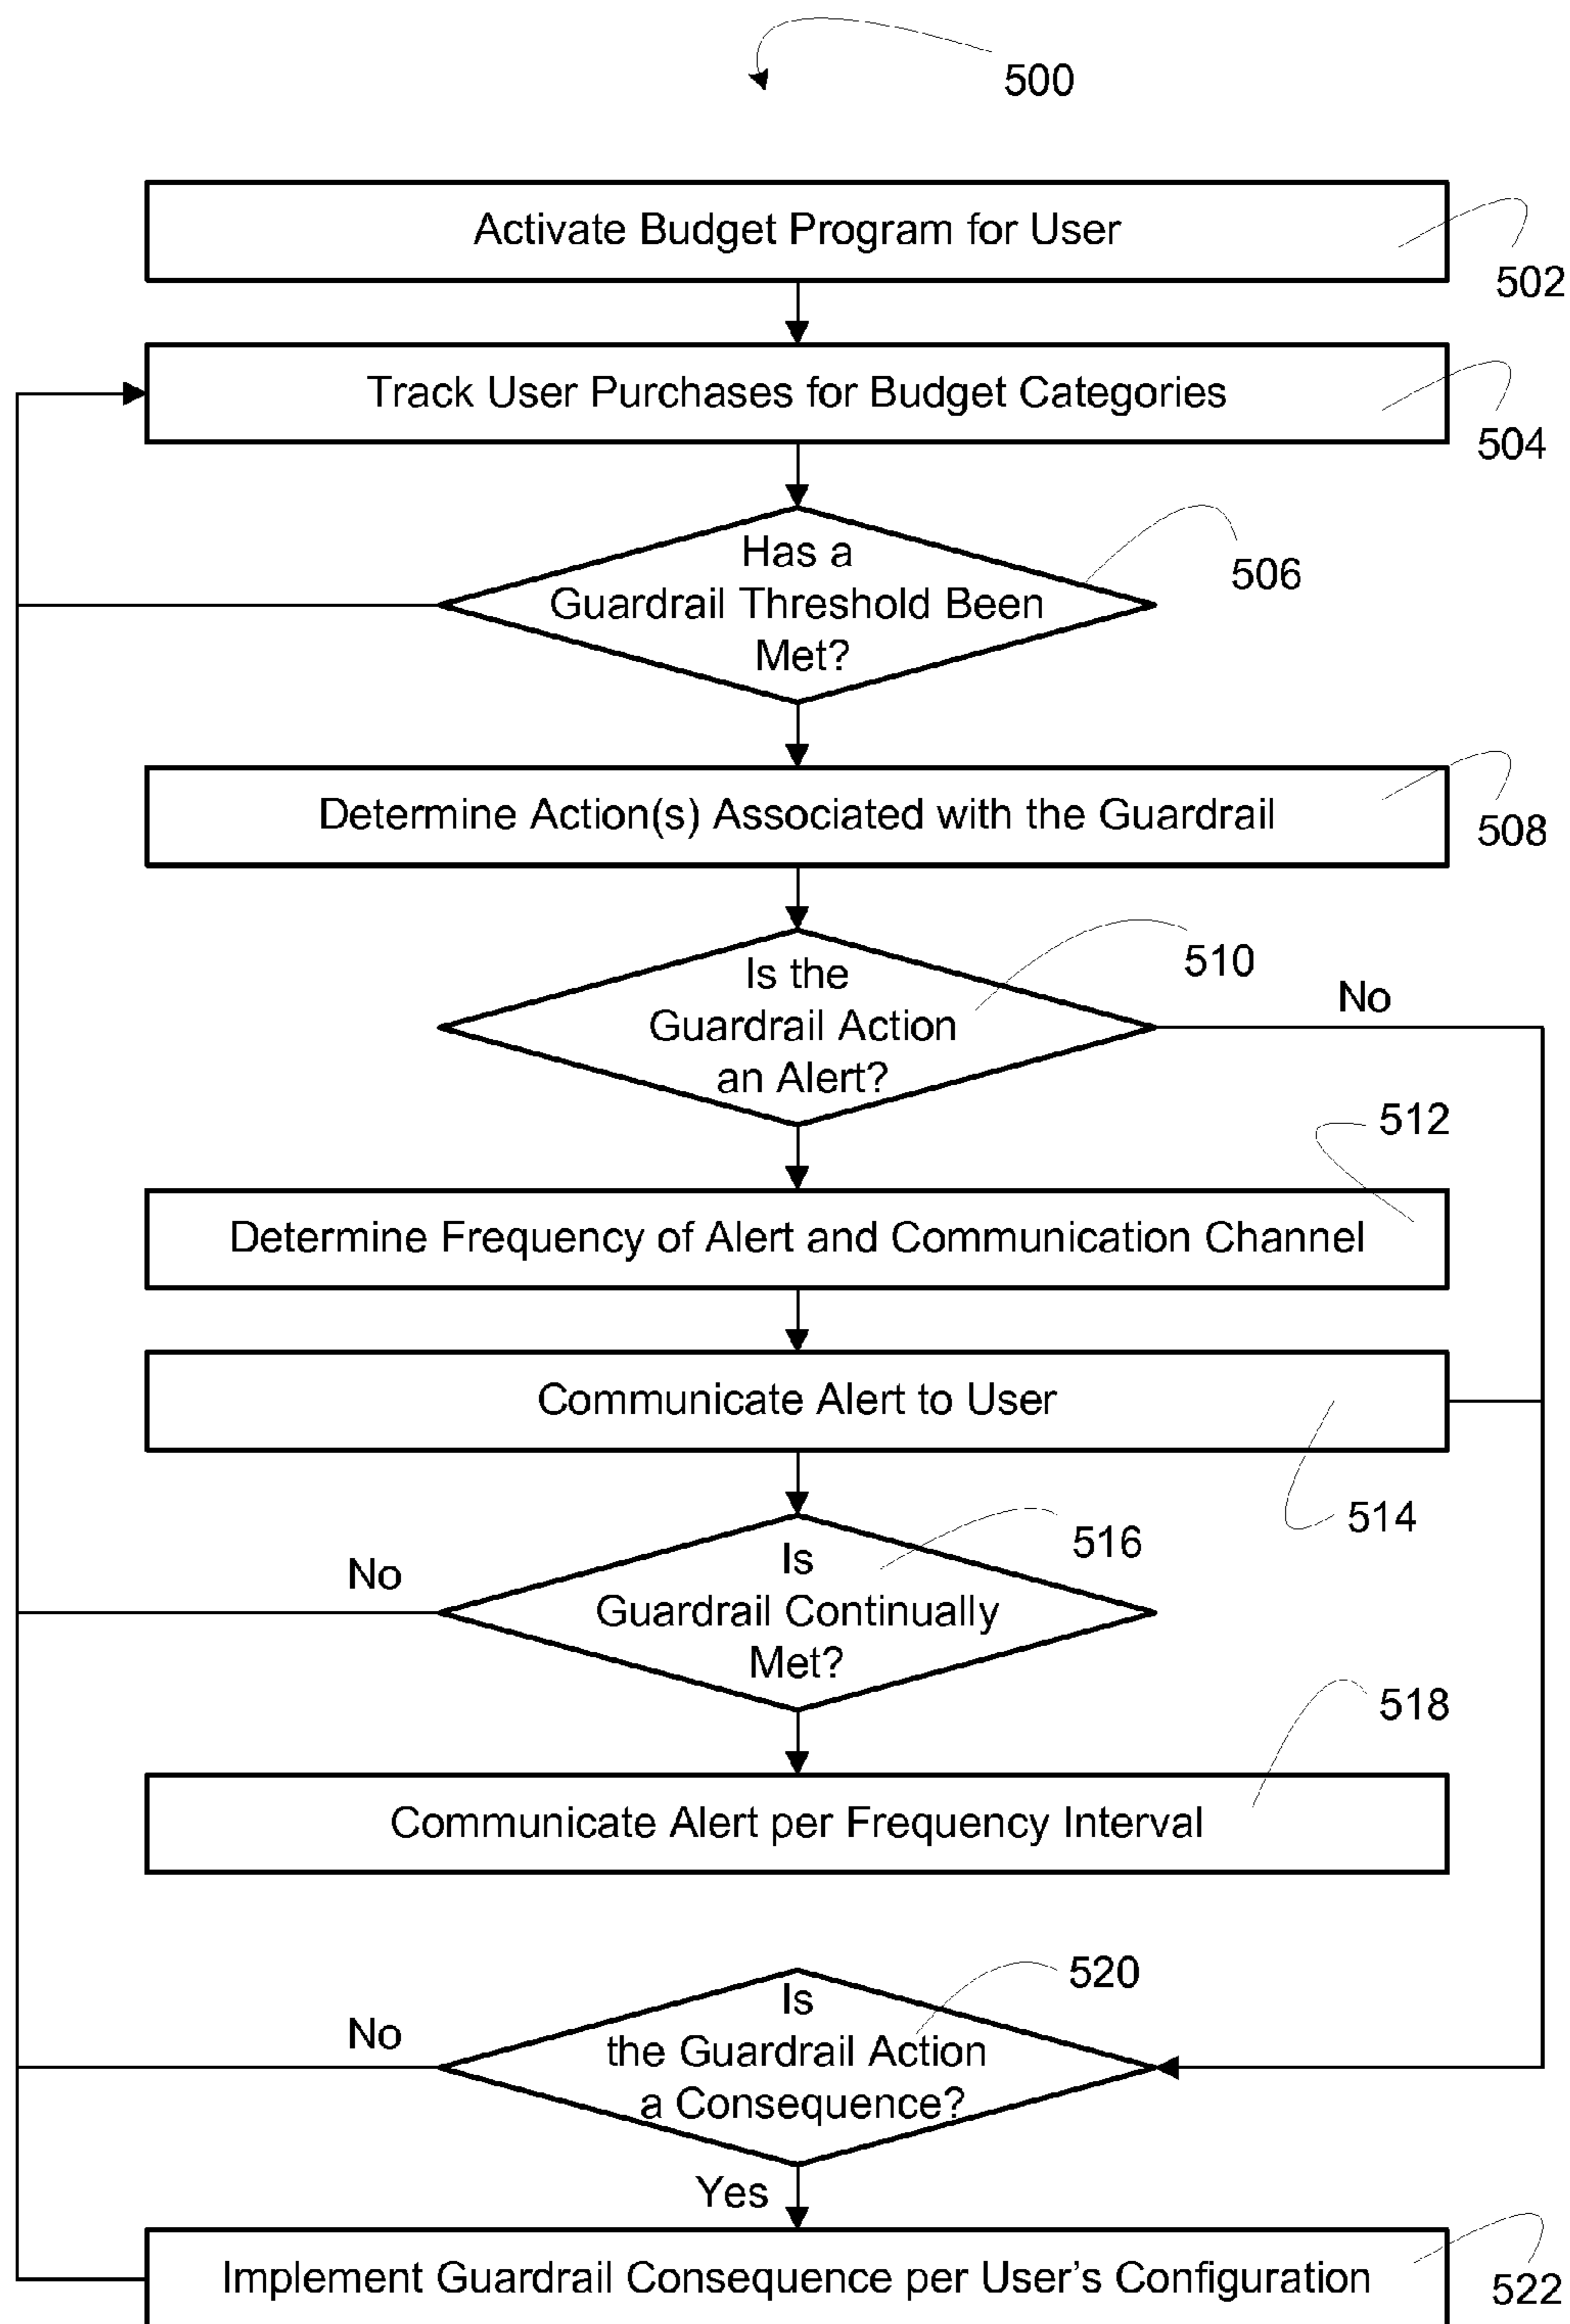 500
Activate Budget Program for User
502
Track User Purchases for Budget Categories
504
Has a
Guardrail Threshold Been
Met?
506
Determine Action(s) Associated with the Guardrail
508
Is the
Guardrail Action
an Alert?
510
No
512
Determine Frequency of Alert and Communication Channel
Communicate Alert to User
514
Is
Guardrail Continually
Met?
516
No
518
Communicate Alert per Frequency Interval
520
Is
the Guardrail Action
a Consequence?
No
Yes
Implement Guardrail Consequence per User's Configuration
522